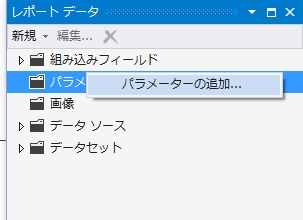 レポート データ
新規 編集...
組み込みフィールド
パラメ
パラメーターの追加...
画像
データ ソース
データセット